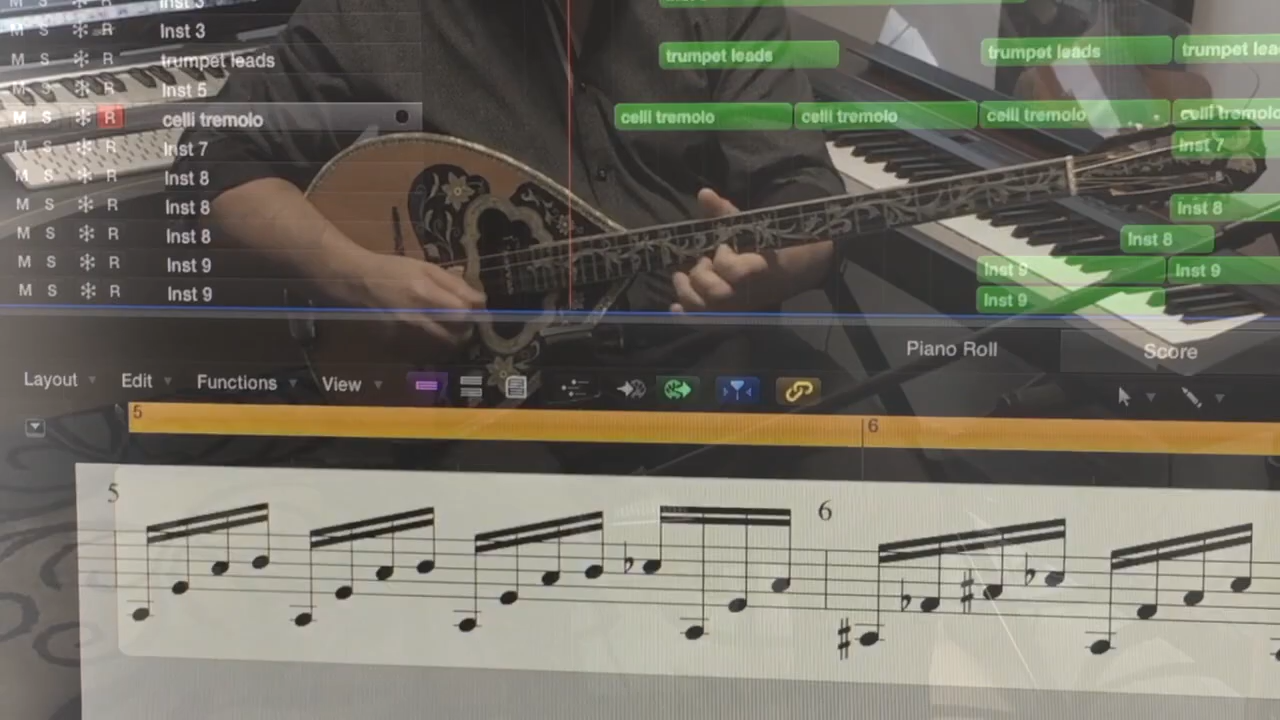 M S R Inst 3
M S R Inst 3
M S R trumpet leads trumpet leads trumpet leads
M S R Inst 5
M S R celli tremolo celli tremolo celli tremolo celli tremolo celli tremolo
M S R Inst 7 Inst 7
M S R Inst 8
M S R Inst 8 Inst 8
M S R Inst 8 Inst 8
M S R Inst 9 Inst 9 Inst 9
M S R Inst 9 Inst 9
Piano Roll Score
Layout Edit Functions View
5 6
5 6